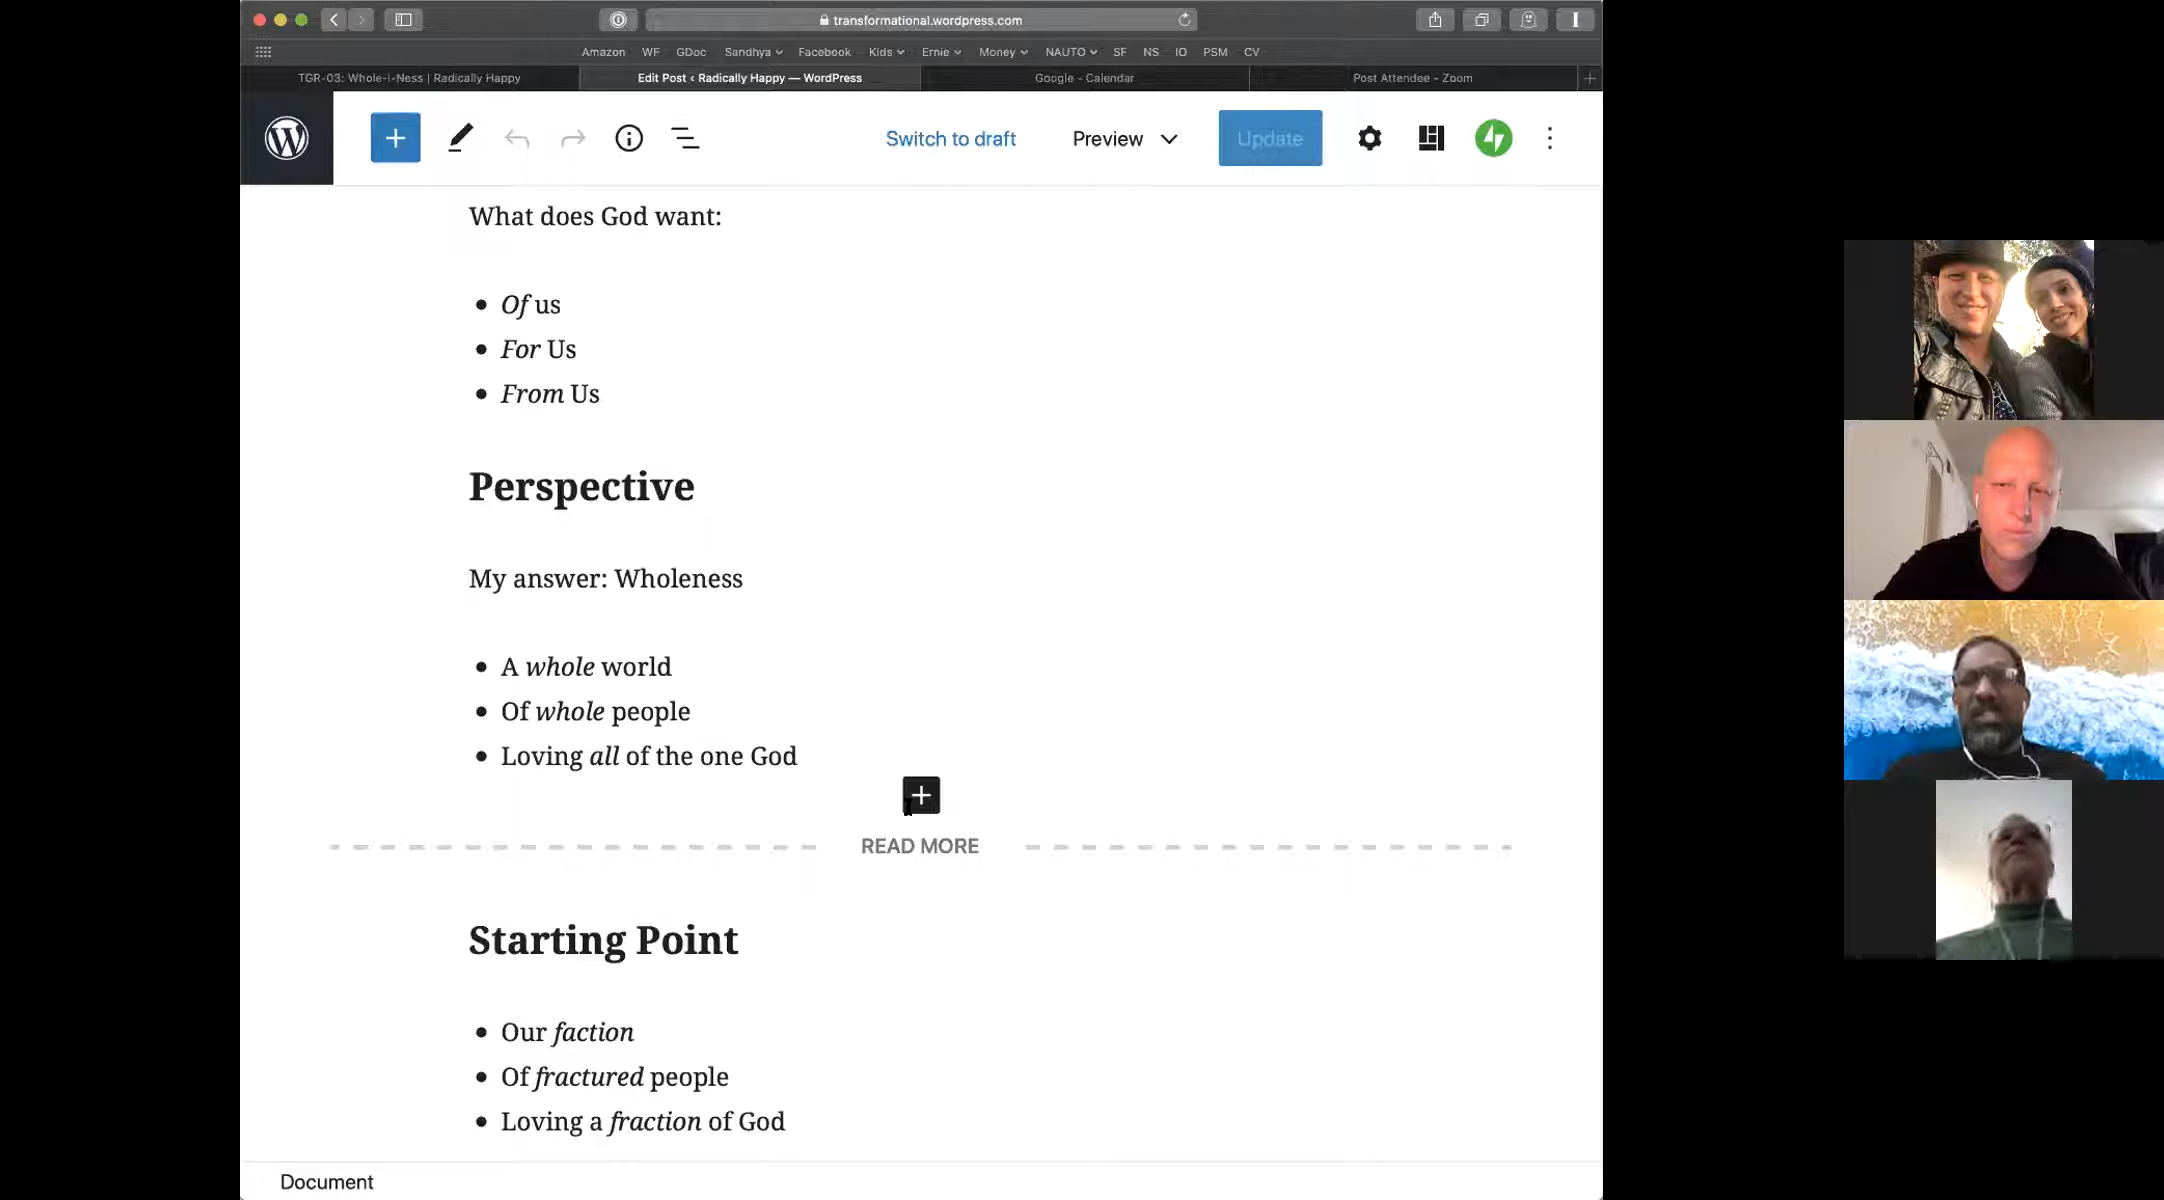 transformational.wordpress.com
Amazon WF GDoc Sandhya Facebook Kids Ernie Money NAUTO SF NS IO PSM CV
TGR-03: Whole-i-Ness | Radically Happy
Edit Post ‹ Radically Happy — WordPress
Google - Calendar
Post Attendee - Zoom
Switch to draft
Preview
Update
What does God want:
Of us
For Us
From Us
Perspective
My answer: Wholeness
A whole world
Of whole people
Loving all of the one God
READ MORE
Starting Point
Our faction
Of fractured people
Loving a fraction of God
Document